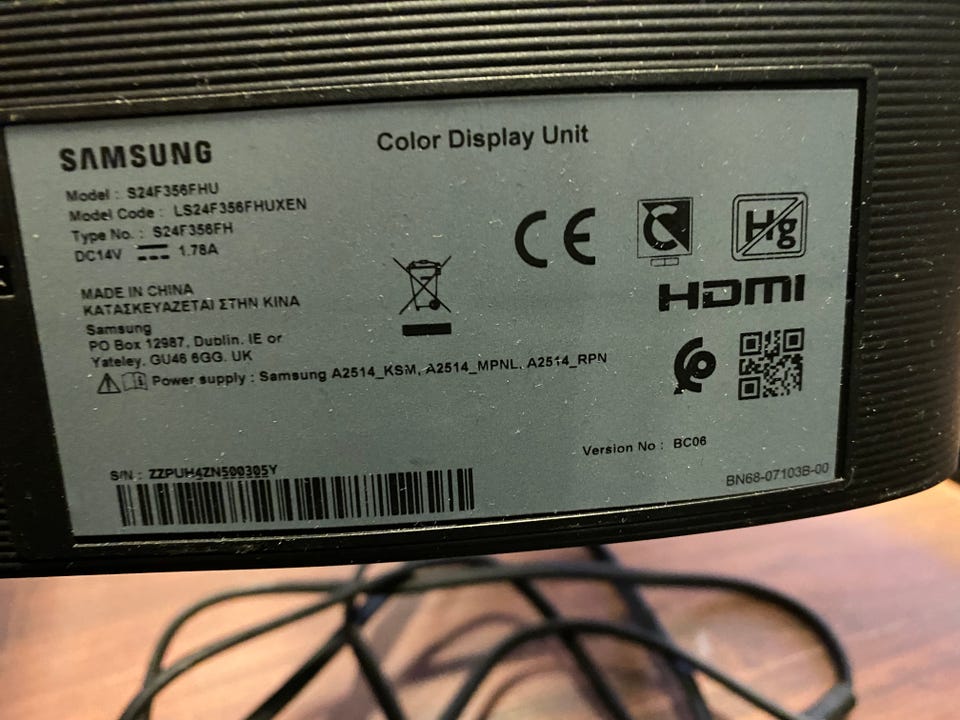 SAMSUNG
Color Display Unit
Model : S24F356FHU
Model Code : LS24F356FHUXEN
Type No. : S24F356FH
DC14V 1.78A
CE
Hg
HDMI
MADE IN CHINA
ΚΑΤΑΣΚΕΥΑΖΕΤΑΙ ΣΤΗΝ ΚΙΝΑ
Samsung
PO Box 12987, Dublin. IE or
Yateley, GU46 6GG. UK
Power supply : Samsung A2514_KSM, A2514_MPNL, A2514_RPN
Version No : BC06
S/N : ZZPUH4ZN500305Y
BN68-07103B-00